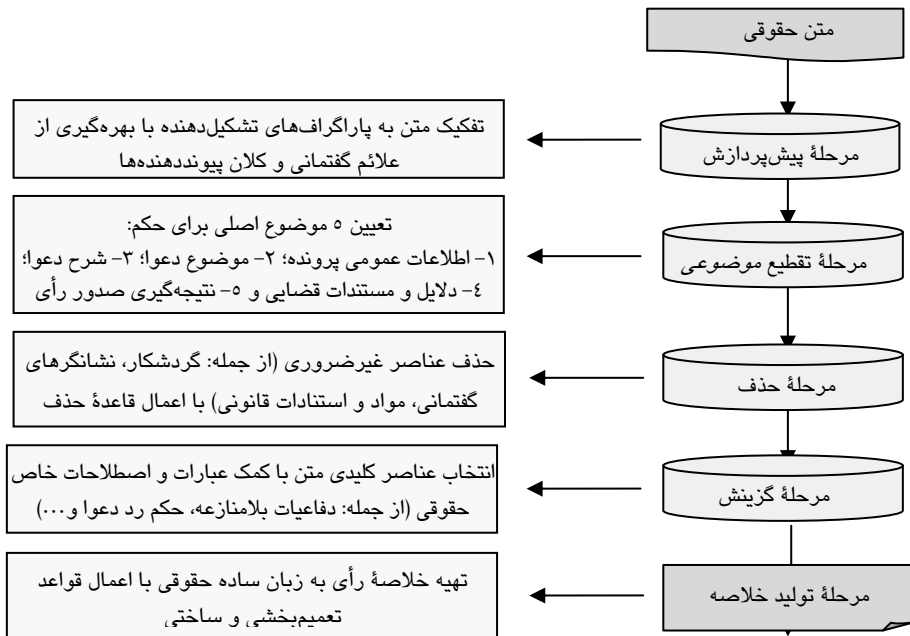 متن حقوقی
مرحلهٔ پیش‌پردازش
تفکیک متن به پاراگراف‌های تشکیل‌دهنده با بهره‌گیری از
علائم گفتمانی و کلان پیونددهنده‌ها
مرحلهٔ تقطیع موضوعی
تعیین ٥ موضوع اصلی برای حکم:
۱- اطلاعات عمومی پرونده؛ ۲- موضوع دعوا؛ ۳- شرح دعوا؛
٤- دلایل و مستندات قضایی و ٥- نتیجه‌گیری صدور رأی
مرحلهٔ حذف
حذف عناصر غیرضروری (از جمله: گردشکار، نشانگرهای
گفتمانی، مواد و استنادات قانونی) با اعمال قاعدهٔ حذف
مرحلهٔ گزینش
انتخاب عناصر کلیدی متن با کمک عبارات و اصطلاحات خاص
حقوقی (از جمله: دفاعیات بلامنازعه، حکم رد دعوا و...)
مرحلهٔ تولید خلاصه
تهیه خلاصهٔ رأی به زبان ساده حقوقی با اعمال قواعد
تعمیم‌بخشی و ساختی